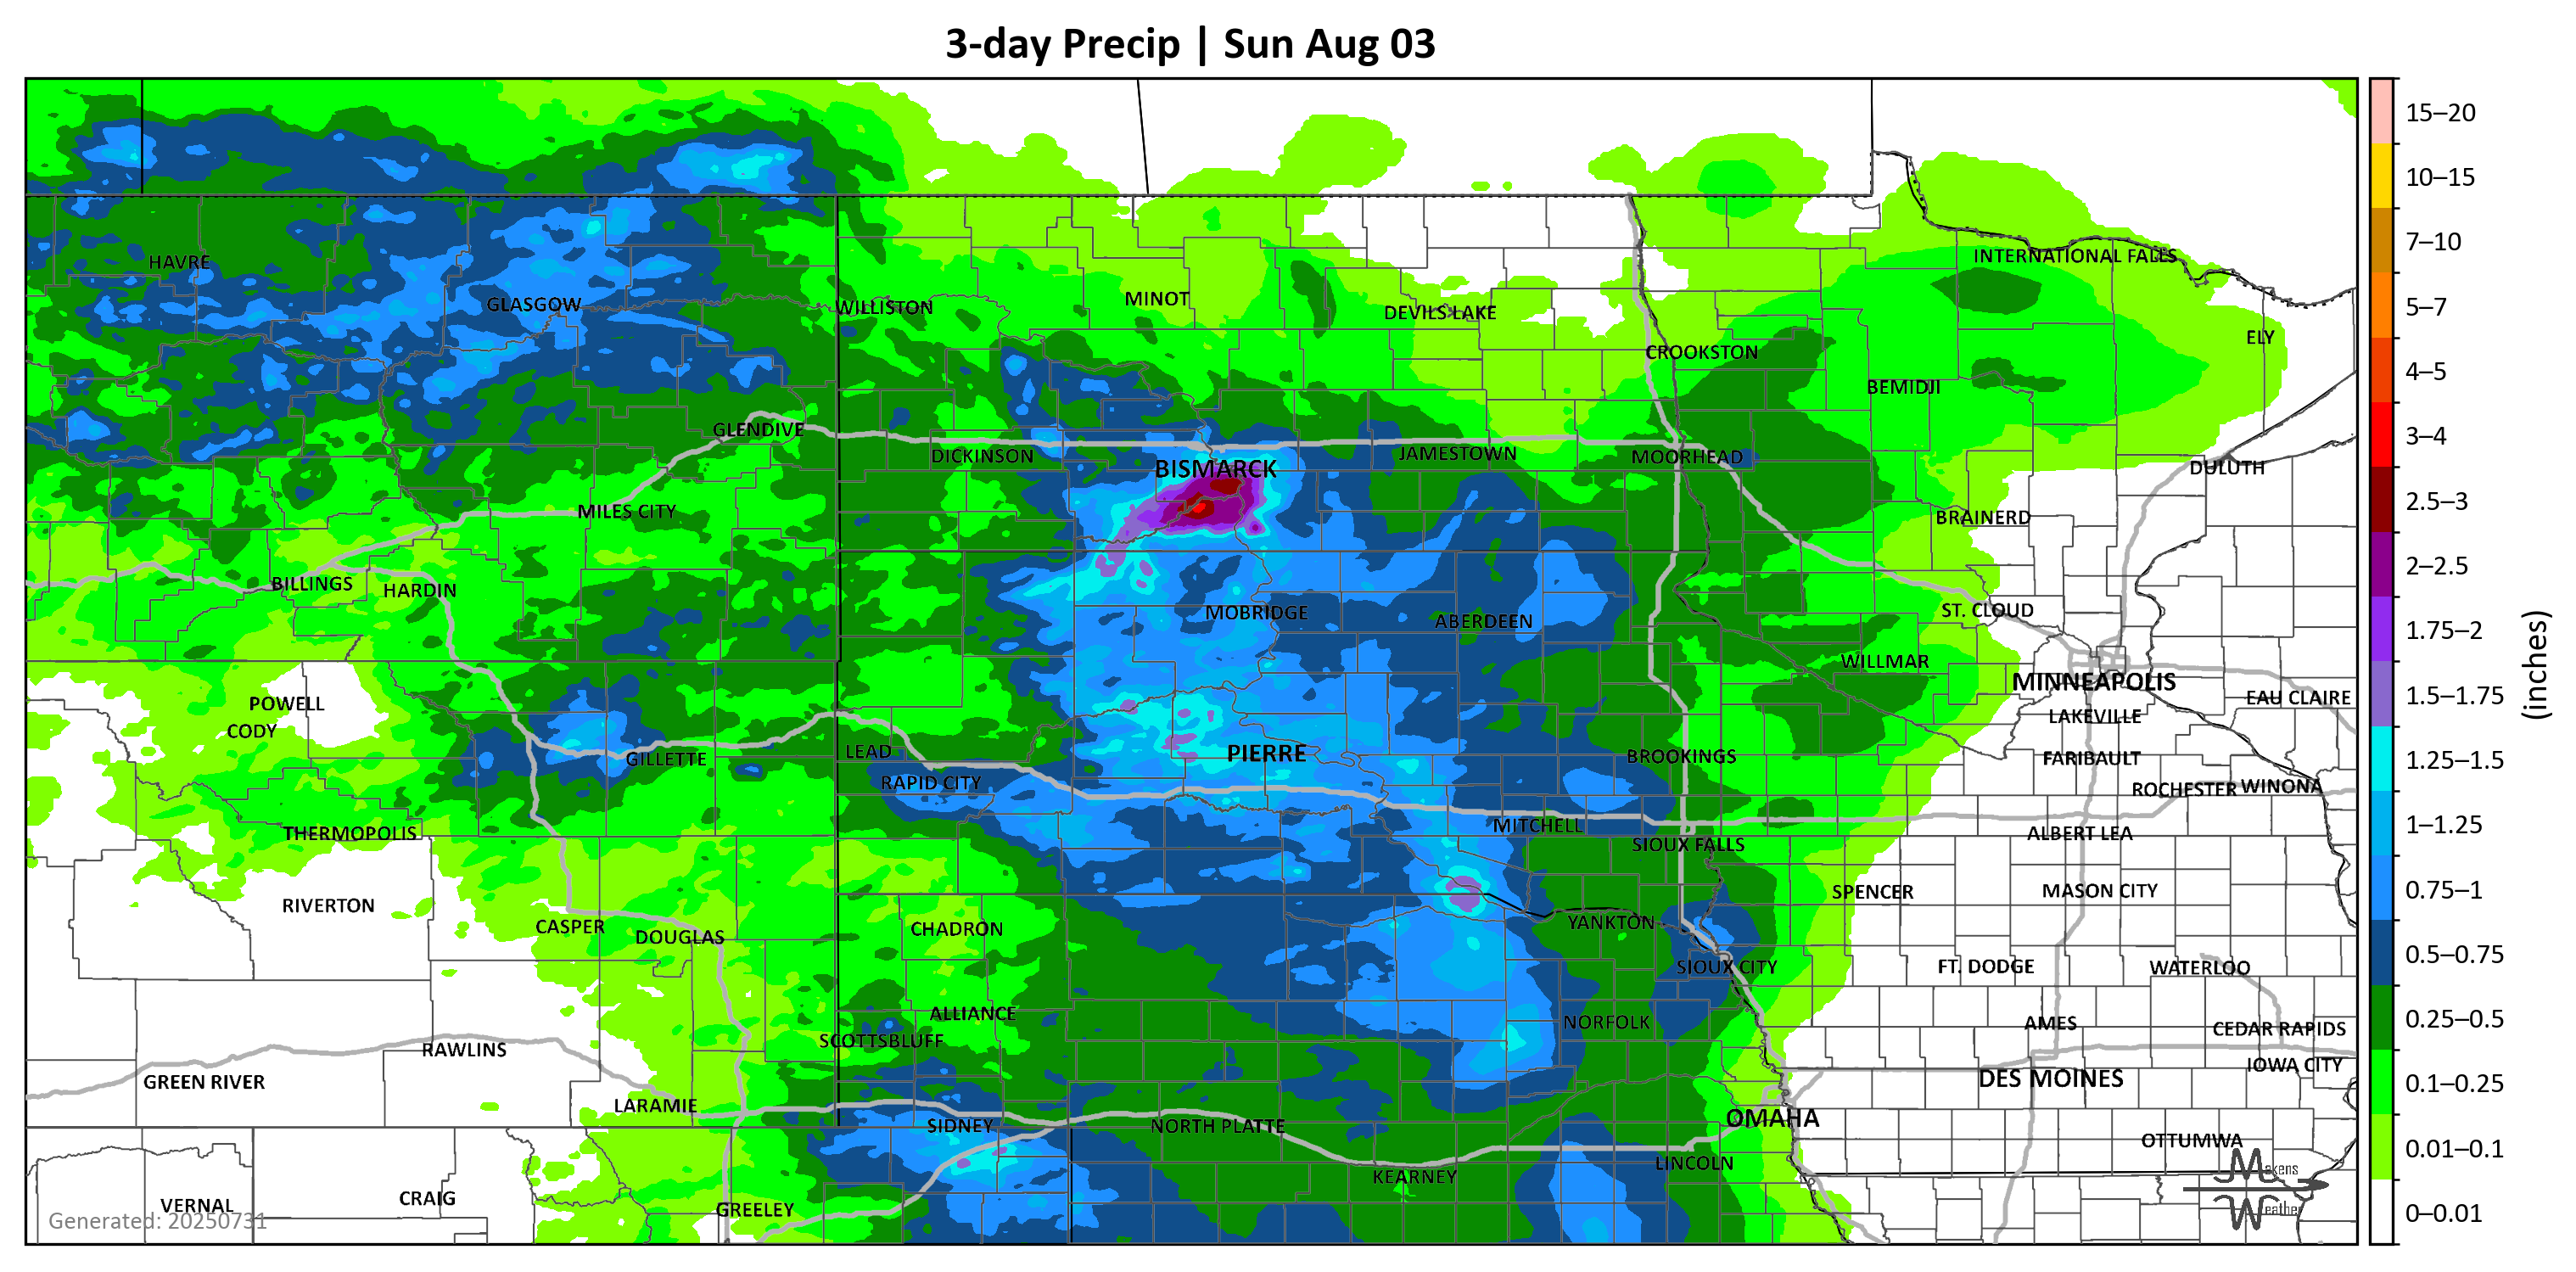 3-day Precip | Sun Aug 03
15–20
10–15
7–10
5–7
4–5
3–4
2.5–3
2–2.5
1.75–2
1.5–1.75
1.25–1.5
1–1.25
0.75–1
0.5–0.75
0.25–0.5
0.1–0.25
0.01–0.1
0–0.01
(inches)
HAVRE
INTERNATIONAL FALLS
GLASGOW
WILLISTON
MINOT
DEVILS LAKE
ELY
CROOKSTON
BEMIDJI
GLENDIVE
DICKINSON
BISMARCK
JAMESTOWN
MOORHEAD
DULUTH
MILES CITY
BRAINERD
BILLINGS
HARDIN
MOBRIDGE
ABERDEEN
ST. CLOUD
WILLMAR
MINNEAPOLIS
POWELL
EAU CLAIRE
CODY
LAKEVILLE
GILLETTE
LEAD
PIERRE
BROOKINGS
FARIBAULT
RAPID CITY
ROCHESTER
WINONA
THERMOPOLIS
MITCHELL
ALBERT LEA
SIOUX FALLS
RIVERTON
SPENCER
MASON CITY
CASPER
DOUGLAS
CHADRON
YANKTON
SIOUX CITY
FT. DODGE
WATERLOO
ALLIANCE
NORFOLK
AMES
CEDAR RAPIDS
SCOTTSBLUFF
RAWLINS
IOWA CITY
GREEN RIVER
DES MOINES
LARAMIE
SIDNEY
NORTH PLATTE
OMAHA
OTTUMWA
LINCOLN
KEARNEY
VERNAL
CRAIG
GREELEY
Generated: 20250731
Makens
Weather